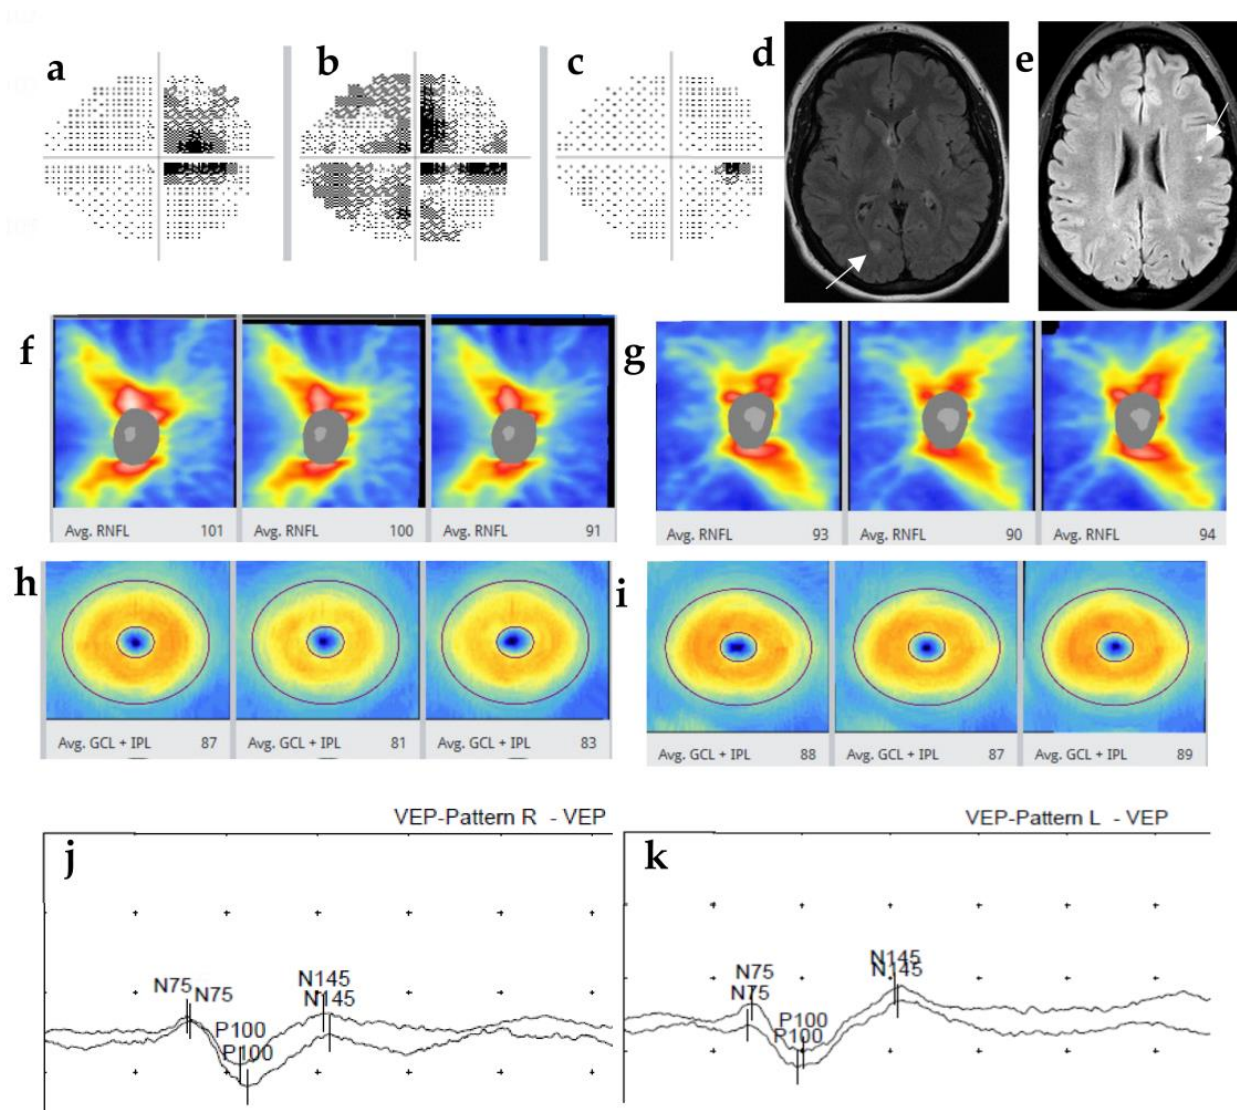 a
b
c
d
e
f
g
Avg. RNFL 101
Avg. RNFL 100
Avg. RNFL 91
Avg. RNFL 93
Avg. RNFL 90
Avg. RNFL 94
h
i
Avg. GCL + IPL 87
Avg. GCL + IPL 81
Avg. GCL + IPL 83
Avg. GCL + IPL 88
Avg. GCL + IPL 87
Avg. GCL + IPL 89
VEP-Pattern R - VEP
j
N75
N75
N145
N145
P100
P100
VEP-Pattern L - VEP
k
N75
N75
N145
N145
P100
P100